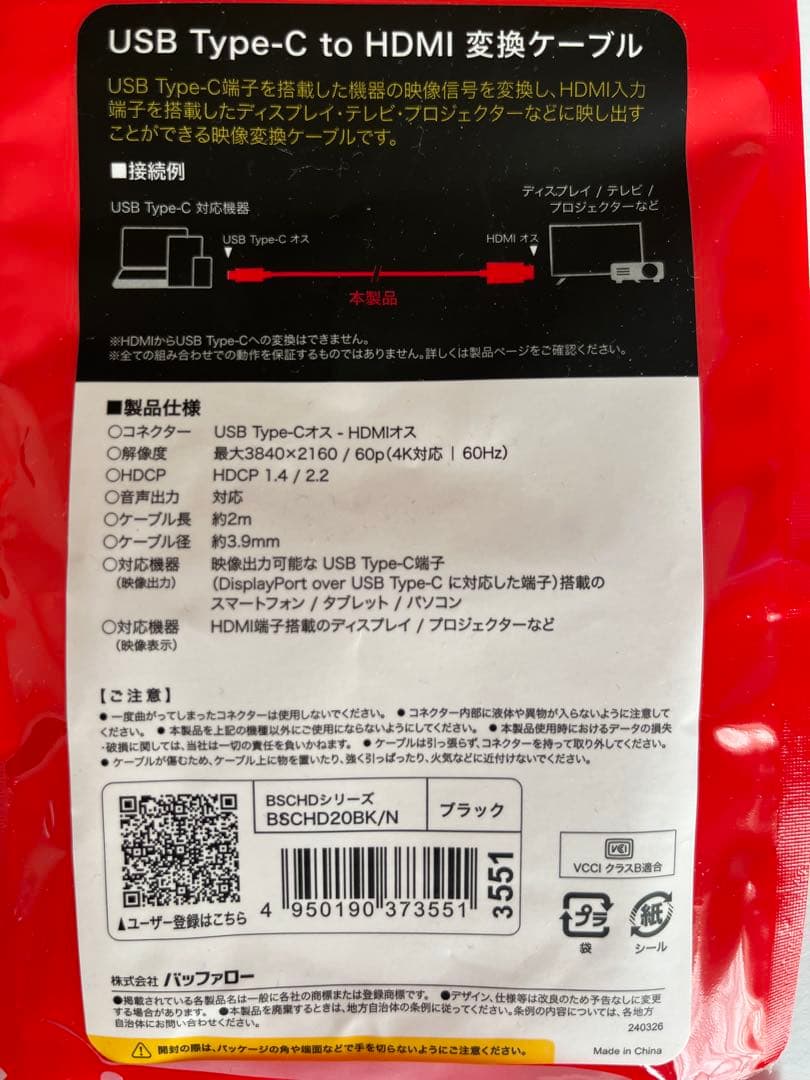 USB Type-C to HDMI 変換ケーブル
USB Type-C端子を搭載した機器の映像信号を変換し、HDMI入力
端子を搭載したディスプレイ・テレビ・プロジェクターなどに映し出す
ことができる映像変換ケーブルです。
■接続例
USB Type-C 対応機器
ディスプレイ / テレビ /
プロジェクターなど
USB Type-C オス
HDMI オス
本製品
※HDMIからUSB Type-Cへの変換はできません。
※全ての組み合わせでの動作を保証するものではありません。詳しくは製品ページをご確認ください。
■製品仕様
○コネクター USB Type-Cオス - HDMIオス
○解像度 最大3840×2160 / 60p(4K対応 | 60Hz)
○HDCP HDCP 1.4 / 2.2
○音声出力 対応
○ケーブル長 約2m
○ケーブル径 約3.9mm
○対応機器 映像出力可能な USB Type-C端子
(映像出力) (DisplayPort over USB Type-C に対応した端子)搭載の
スマートフォン / タブレット / パソコン
○対応機器 HDMI端子搭載のディスプレイ / プロジェクターなど
(映像表示)
【ご注意】
● 一度曲がってしまったコネクターは使用しないでください。 ● コネクター内部に液体や異物が入らないように注意して
ください。 ● 本製品を上記の機種以外にご使用にならないようにしてください。 ● 本製品使用時におけるデータの損失
・破損に関しては、当社は一切の責任を負いかねます。 ● ケーブルは引っ張らず、コネクターを持って取り外してください。
● ケーブルが傷むため、ケーブル上に物を置いたり、強く引っぱったり、火気などに近付けないでください。
BSCHDシリーズ
BSCHD20BK/N
ブラック
▲ユーザー登録はこちら
4 950190 373551
3551
VCCI
VCCI クラスB適合
プラ
袋
紙
シール
株式会社 バッファロー
●掲載されている各製品名は一般に各社の商標または登録商標です。 ●デザイン、仕様等は改良のため予告なしに変更
する場合があります。 ●本製品を廃棄するときは、地方自治体の条例に従ってください。条例の内容については、各地方
自治体にお問い合わせください。
240326
⚠ 開封の際は、パッケージの角や端面などで手を切らないようにご注意ください。
Made in China